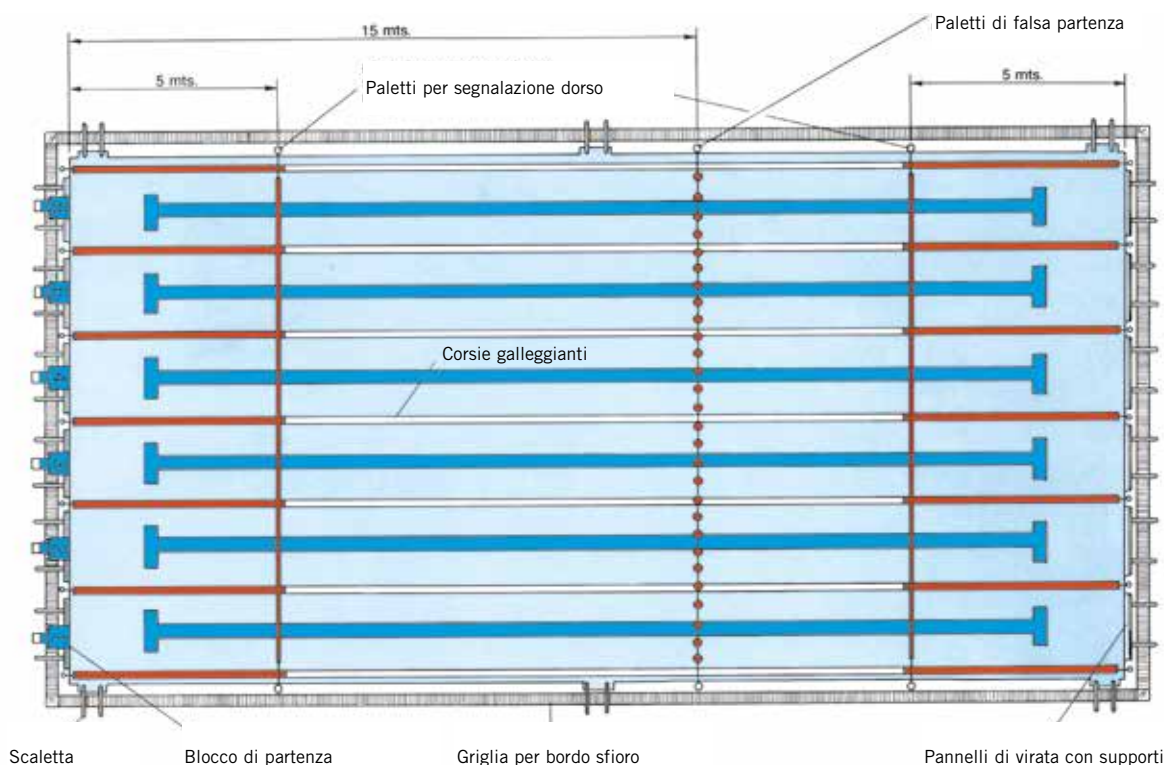 Paletti di falsa partenza
15 mts.
5 mts.
5 mts.
Paletti per segnalazione dorso
Corsie galleggianti
Scaletta
Blocco di partenza
Griglia per bordo sfioro
Pannelli di virata con supporti